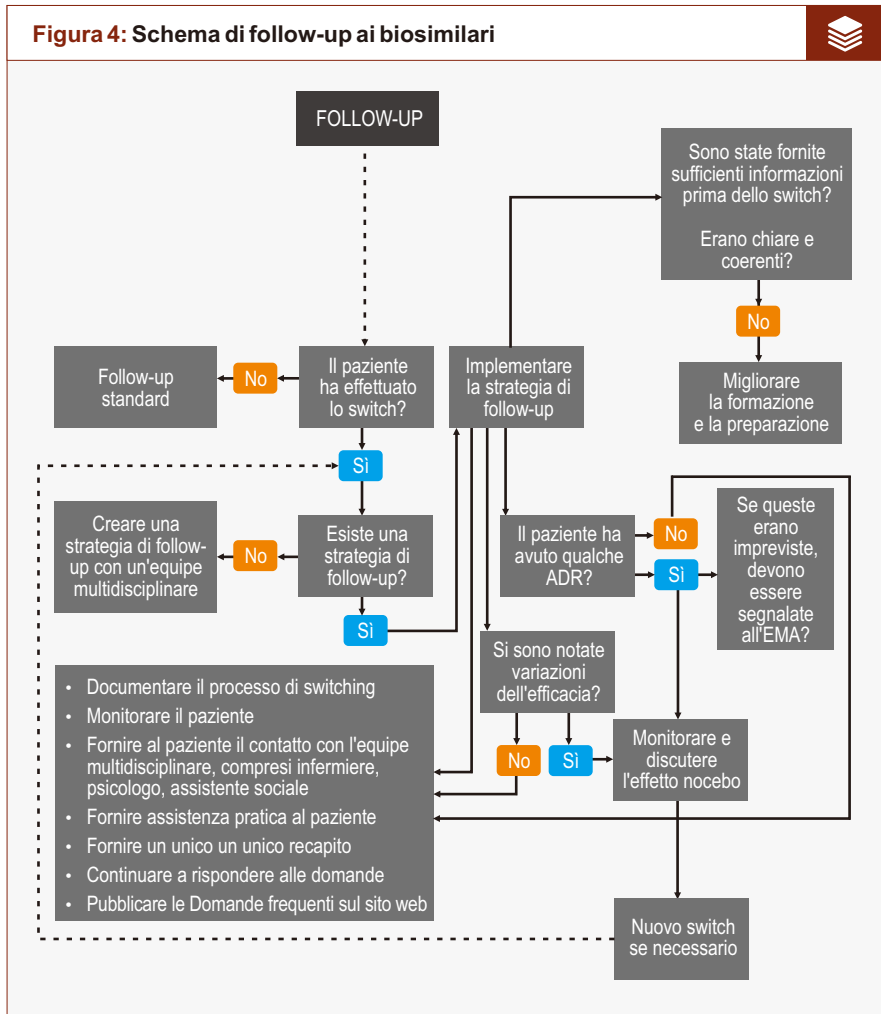 Figura 4: Schema di follow-up ai biosimilari
FOLLOW-UP
Sono state fornite
sufficienti informazioni
prima dello switch?
Erano chiare e
coerenti?
No
Migliorare
la formazione
e la preparazione
Follow-up
standard
No
Il paziente
ha effettuato
lo switch?
Implementare
la strategia di
follow-up
Sì
Creare una
strategia di follow-
up con un'equipe
multidisciplinare
No
Esiste una
strategia di
follow-up?
Sì
Il paziente ha
avuto qualche
ADR?
No
Sì
Se queste
erano
impreviste,
devono
essere
segnalate
all'EMA?
Si sono notate
variazioni
dell'efficacia?
No
Sì
Monitorare e
discutere
l'effetto nocebo
• Documentare il processo di switching
• Monitorare il paziente
• Fornire al paziente il contatto con l'equipe
multidisciplinare, compresi infermiere,
psicologo, assistente sociale
• Fornire assistenza pratica al paziente
• Fornire un unico un unico recapito
• Continuare a rispondere alle domande
• Pubblicare le Domande frequenti sul sito web
Nuovo switch
se necessario